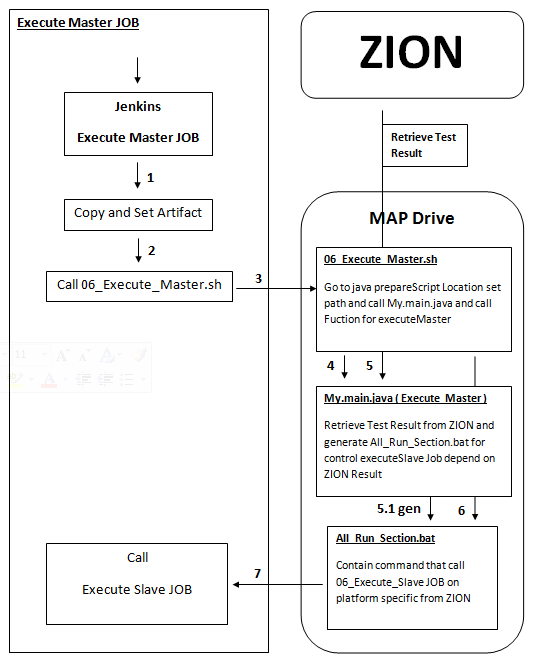 Execute Master JOB
ZION
Jenkins
Execute Master JOB
Retrieve Test
Result
1
Copy and Set Artifact
MAP Drive
2
06_Execute_Master.sh
Call 06_Execute_Master.sh
3
Go to java prepareScript Location set
path and call My.main.java and call
Fuction for executeMaster
11
4
5
My.main.java ( Execute_Master )
Retrieve Test Result from ZION and
generate All_Run_Section.bat for
control executeSlave Job depend on
ZION Result
5.1 gen
6
All_Run_Section.bat
Call
Execute Slave JOB
7
Contain command that call
06_Execute_Slave JOB on
platform specific from ZION